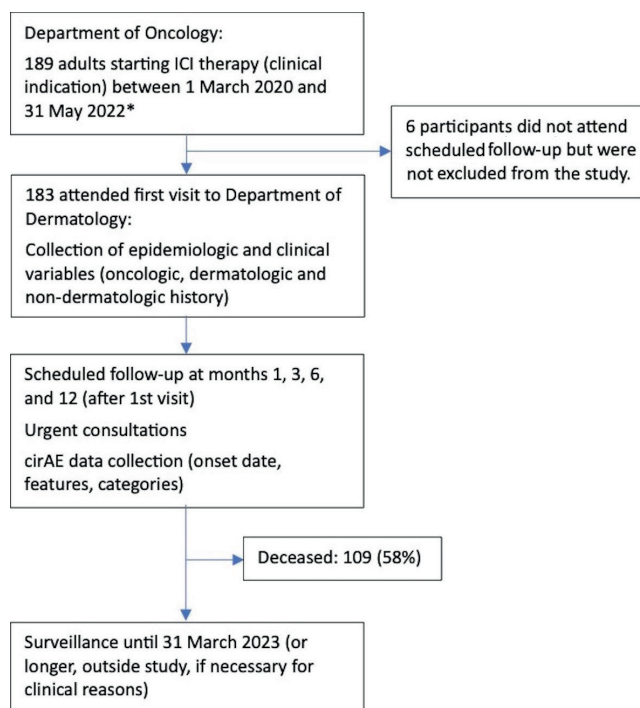 Department of Oncology:
189 adults starting ICI therapy (clinical
indication) between 1 March 2020 and
31 May 2022*
6 participants did not attend
scheduled follow-up but were
not excluded from the study.
183 attended first visit to Department of
Dermatology:
Collection of epidemiologic and clinical
variables (oncologic, dermatologic and
non-dermatologic history)
Scheduled follow-up at months 1, 3, 6,
and 12 (after 1st visit)
Urgent consultations
cirAE data collection (onset date,
features, categories)
Deceased: 109 (58%)
Surveillance until 31 March 2023 (or
longer, outside study, if necessary for
clinical reasons)